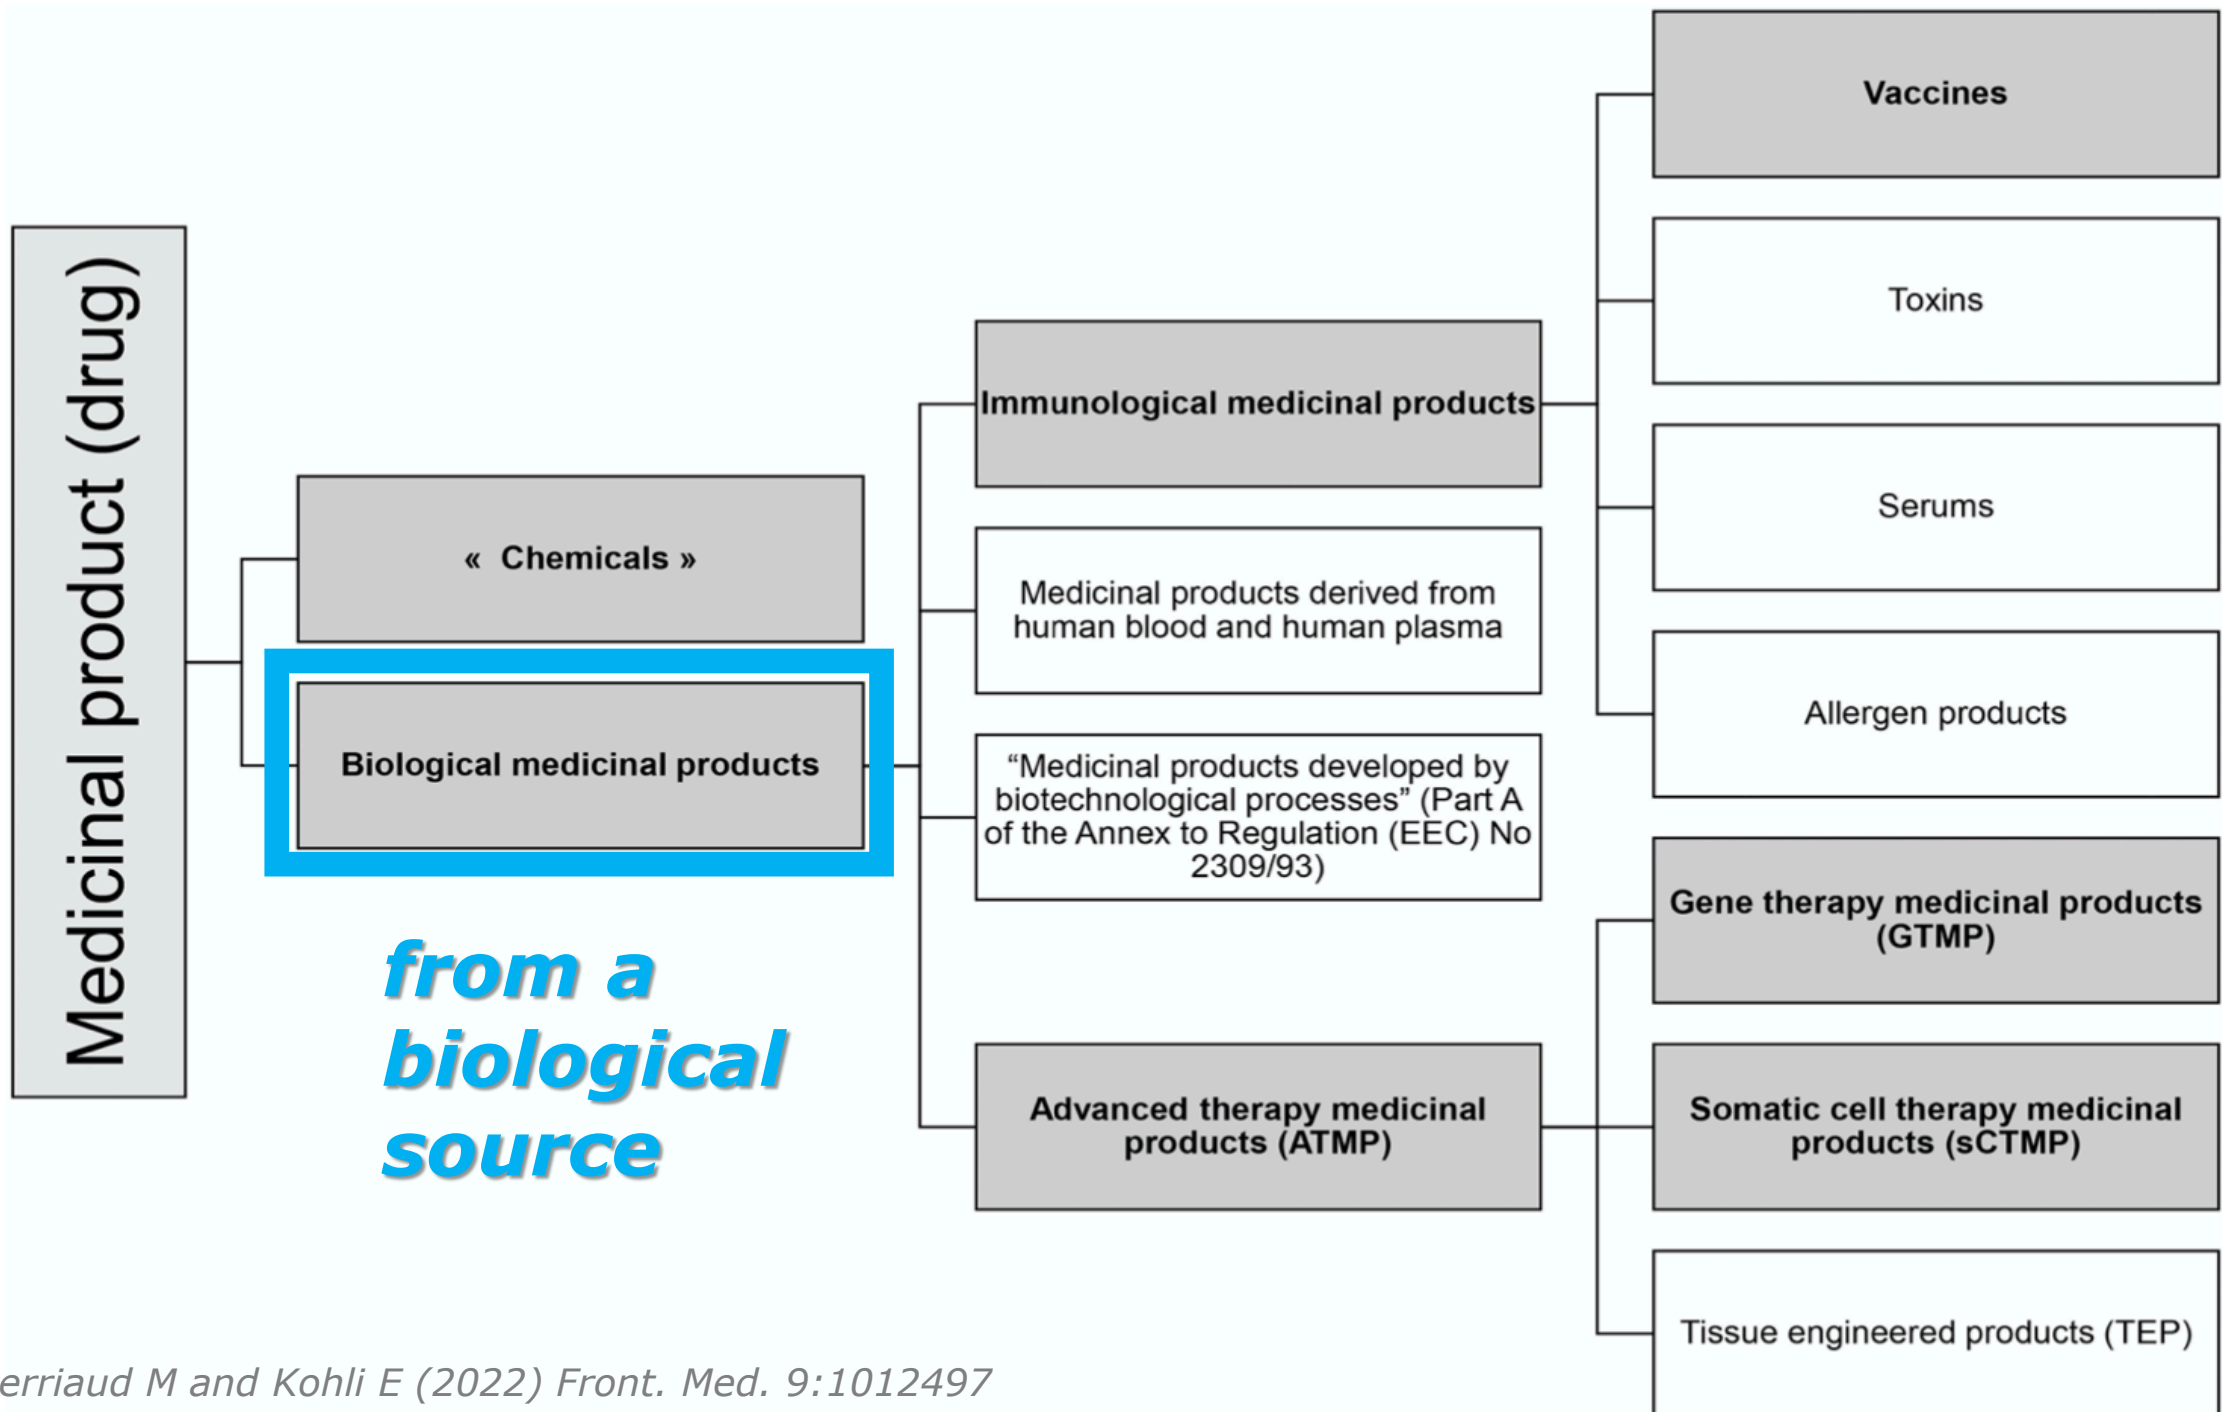 Medicinal product (drug)
« Chemicals »
Biological medicinal products
from a
biological
source
Immunological medicinal products
Medicinal products derived from
human blood and human plasma
“Medicinal products developed by
biotechnological processes” (Part A
of the Annex to Regulation (EEC) No
2309/93)
Advanced therapy medicinal
products (ATMP)
Vaccines
Toxins
Serums
Allergen products
Gene therapy medicinal products
(GTMP)
Somatic cell therapy medicinal
products (sCTMP)
Tissue engineered products (TEP)
erriaud M and Kohli E (2022) Front. Med. 9:1012497